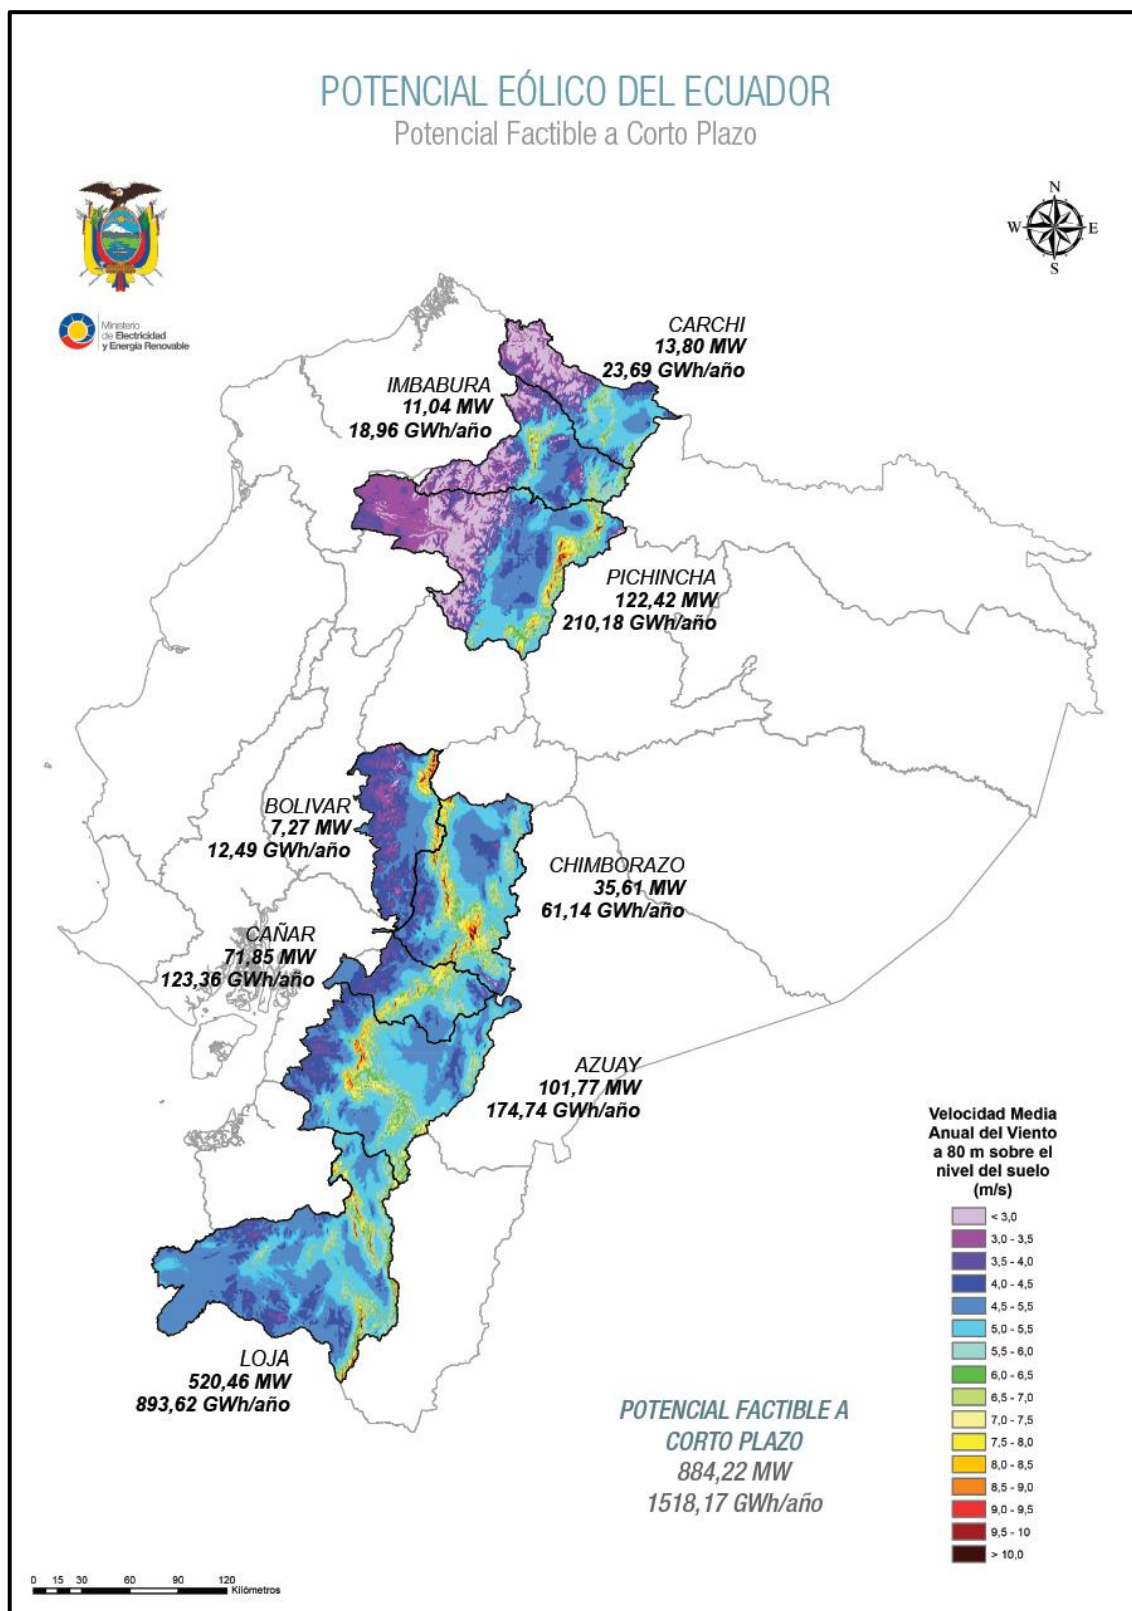 POTENCIAL EÓLICO DEL ECUADOR
Potencial Factible a Corto Plazo
N
W
E
S
Ministerio
de Electricidad
y Energía Renovable
CARCHI
13,80 MW
23,69 GWh/año
IMBABURA
11,04 MW
18,96 GWh/año
PICHINCHA
122,42 MW
210,18 GWh/año
BOLIVAR
7,27 MW
12,49 GWh/año
CHIMBORAZO
35,61 MW
61,14 GWh/año
CAÑAR
71,85 MW
123,36 GWh/año
AZUAY
101,77 MW
174,74 GWh/año
LOJA
520,46 MW
893,62 GWh/año
Velocidad Media
Anual del Viento
a 80 m sobre el
nivel del suelo
(m/s)
< 3,0
3,0 - 3,5
3,5 - 4,0
4,0 - 4,5
4,5 - 5,5
5,0 - 5,5
5,5 - 6,0
6,0 - 6,5
6,5 - 7,0
7,0 - 7,5
7,5 - 8,0
8,0 - 8,5
8,5 - 9,0
9,0 - 9,5
9,5 - 10
> 10,0
POTENCIAL FACTIBLE A
CORTO PLAZO
884,22 MW
1518,17 GWh/año
0 15 30 60 90 120
Kilómetros